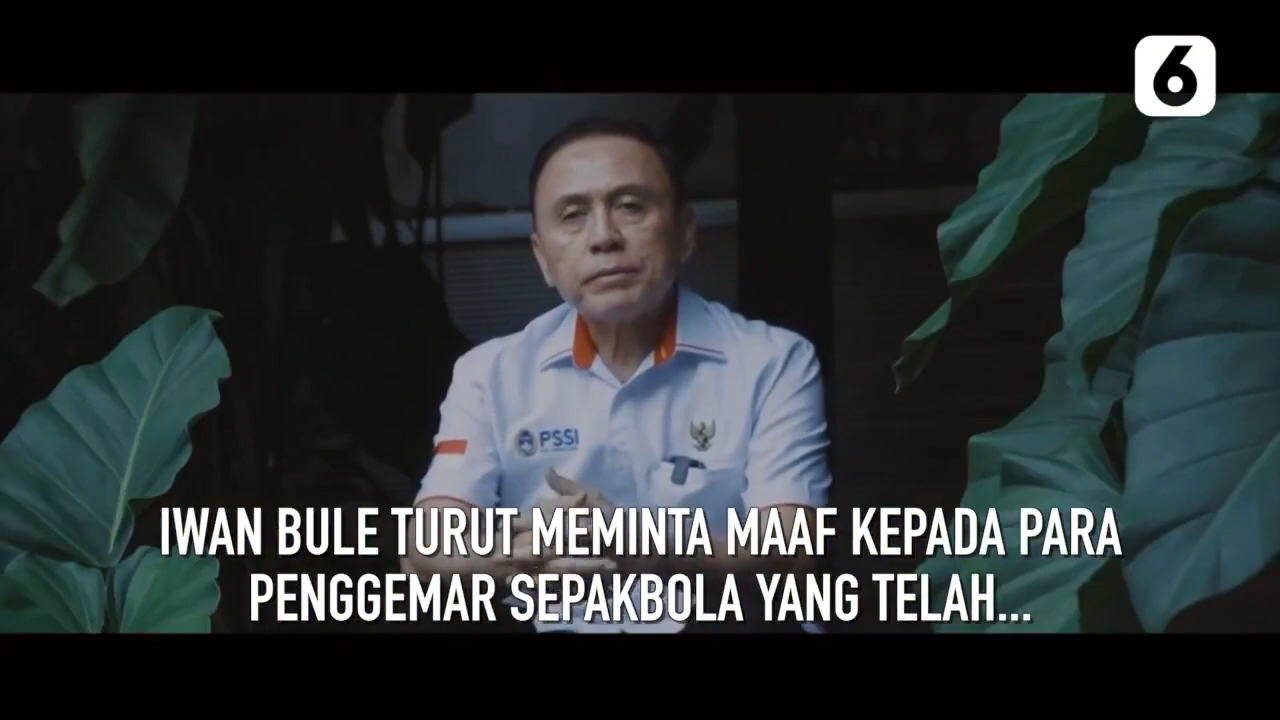 6
PSSI
IWAN BULE TURUT MEMINTA MAAF KEPADA PARA
PENGGEMAR SEPAKBOLA YANG TELAH...